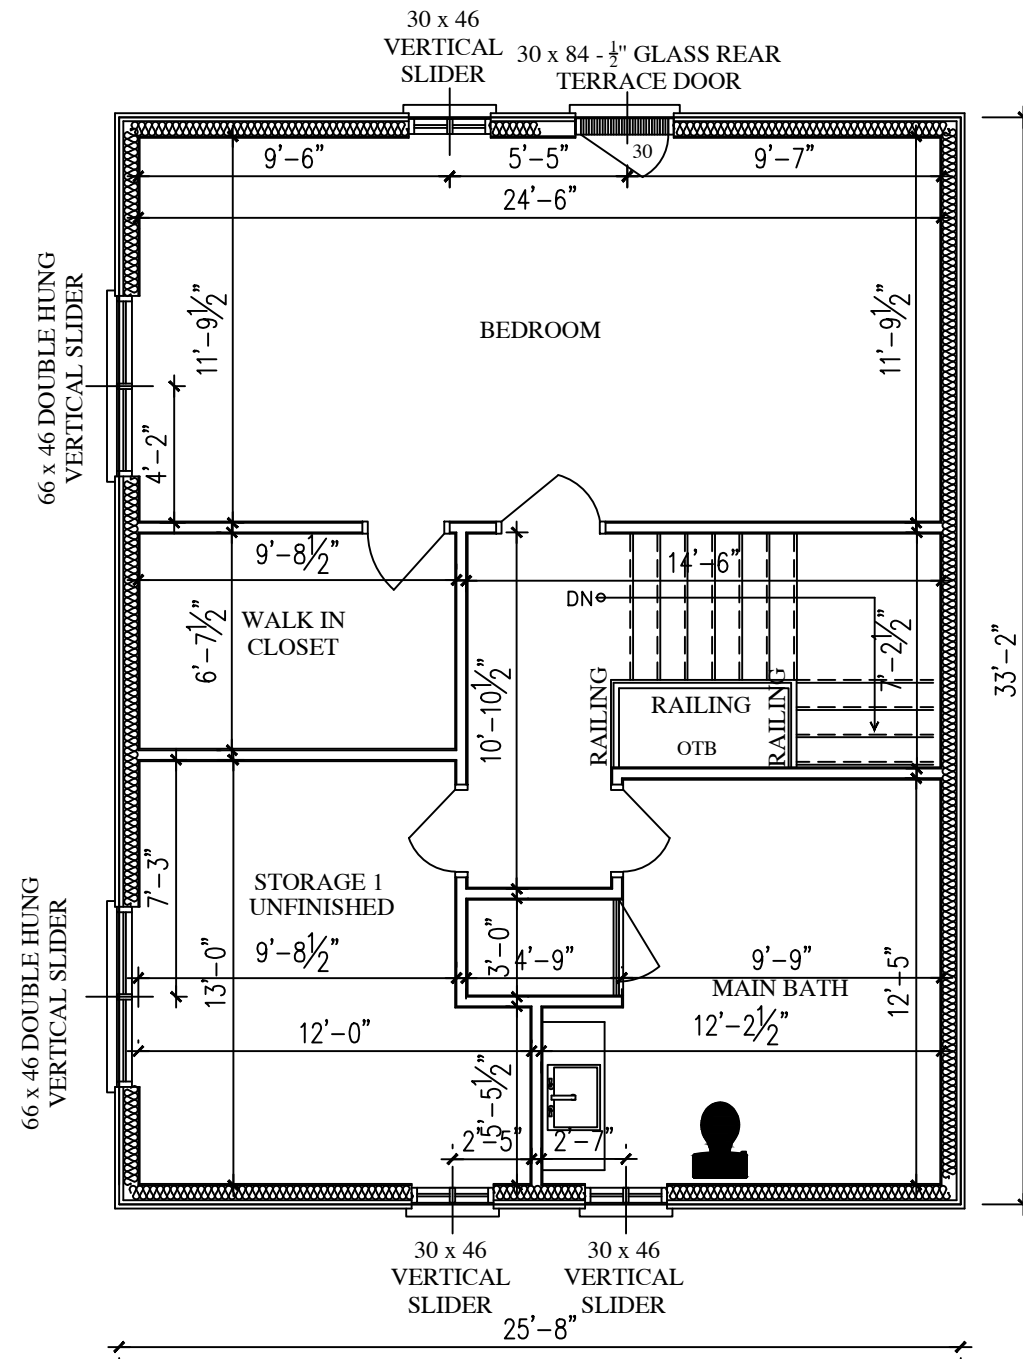 30 x 46
VERTICAL
SLIDER
30 x 84 - ½" GLASS REAR
TERRACE DOOR
30
9'-6"
5'-5"
9'-7"
24'-6"
66 x 46 DOUBLE HUNG
VERTICAL SLIDER
11'-9½"
11'-9½"
BEDROOM
4'-2"
9'-8½"
14'-6"
DN
WALK IN
CLOSET
6'-7½"
7'-2½"
33'-2"
10'-10½"
RAILING
RAILING
RAILING
OTB
7'-3"
STORAGE 1
UNFINISHED
66 x 46 DOUBLE HUNG
VERTICAL SLIDER
9'-8½"
13'-0"
3'-0"
4'-9"
9'-9"
12'-5"
MAIN BATH
12'-0"
12'-2½"
5'-5½"
2'-5"
2'-7"
30 x 46
VERTICAL
SLIDER
30 x 46
VERTICAL
SLIDER
25'-8"